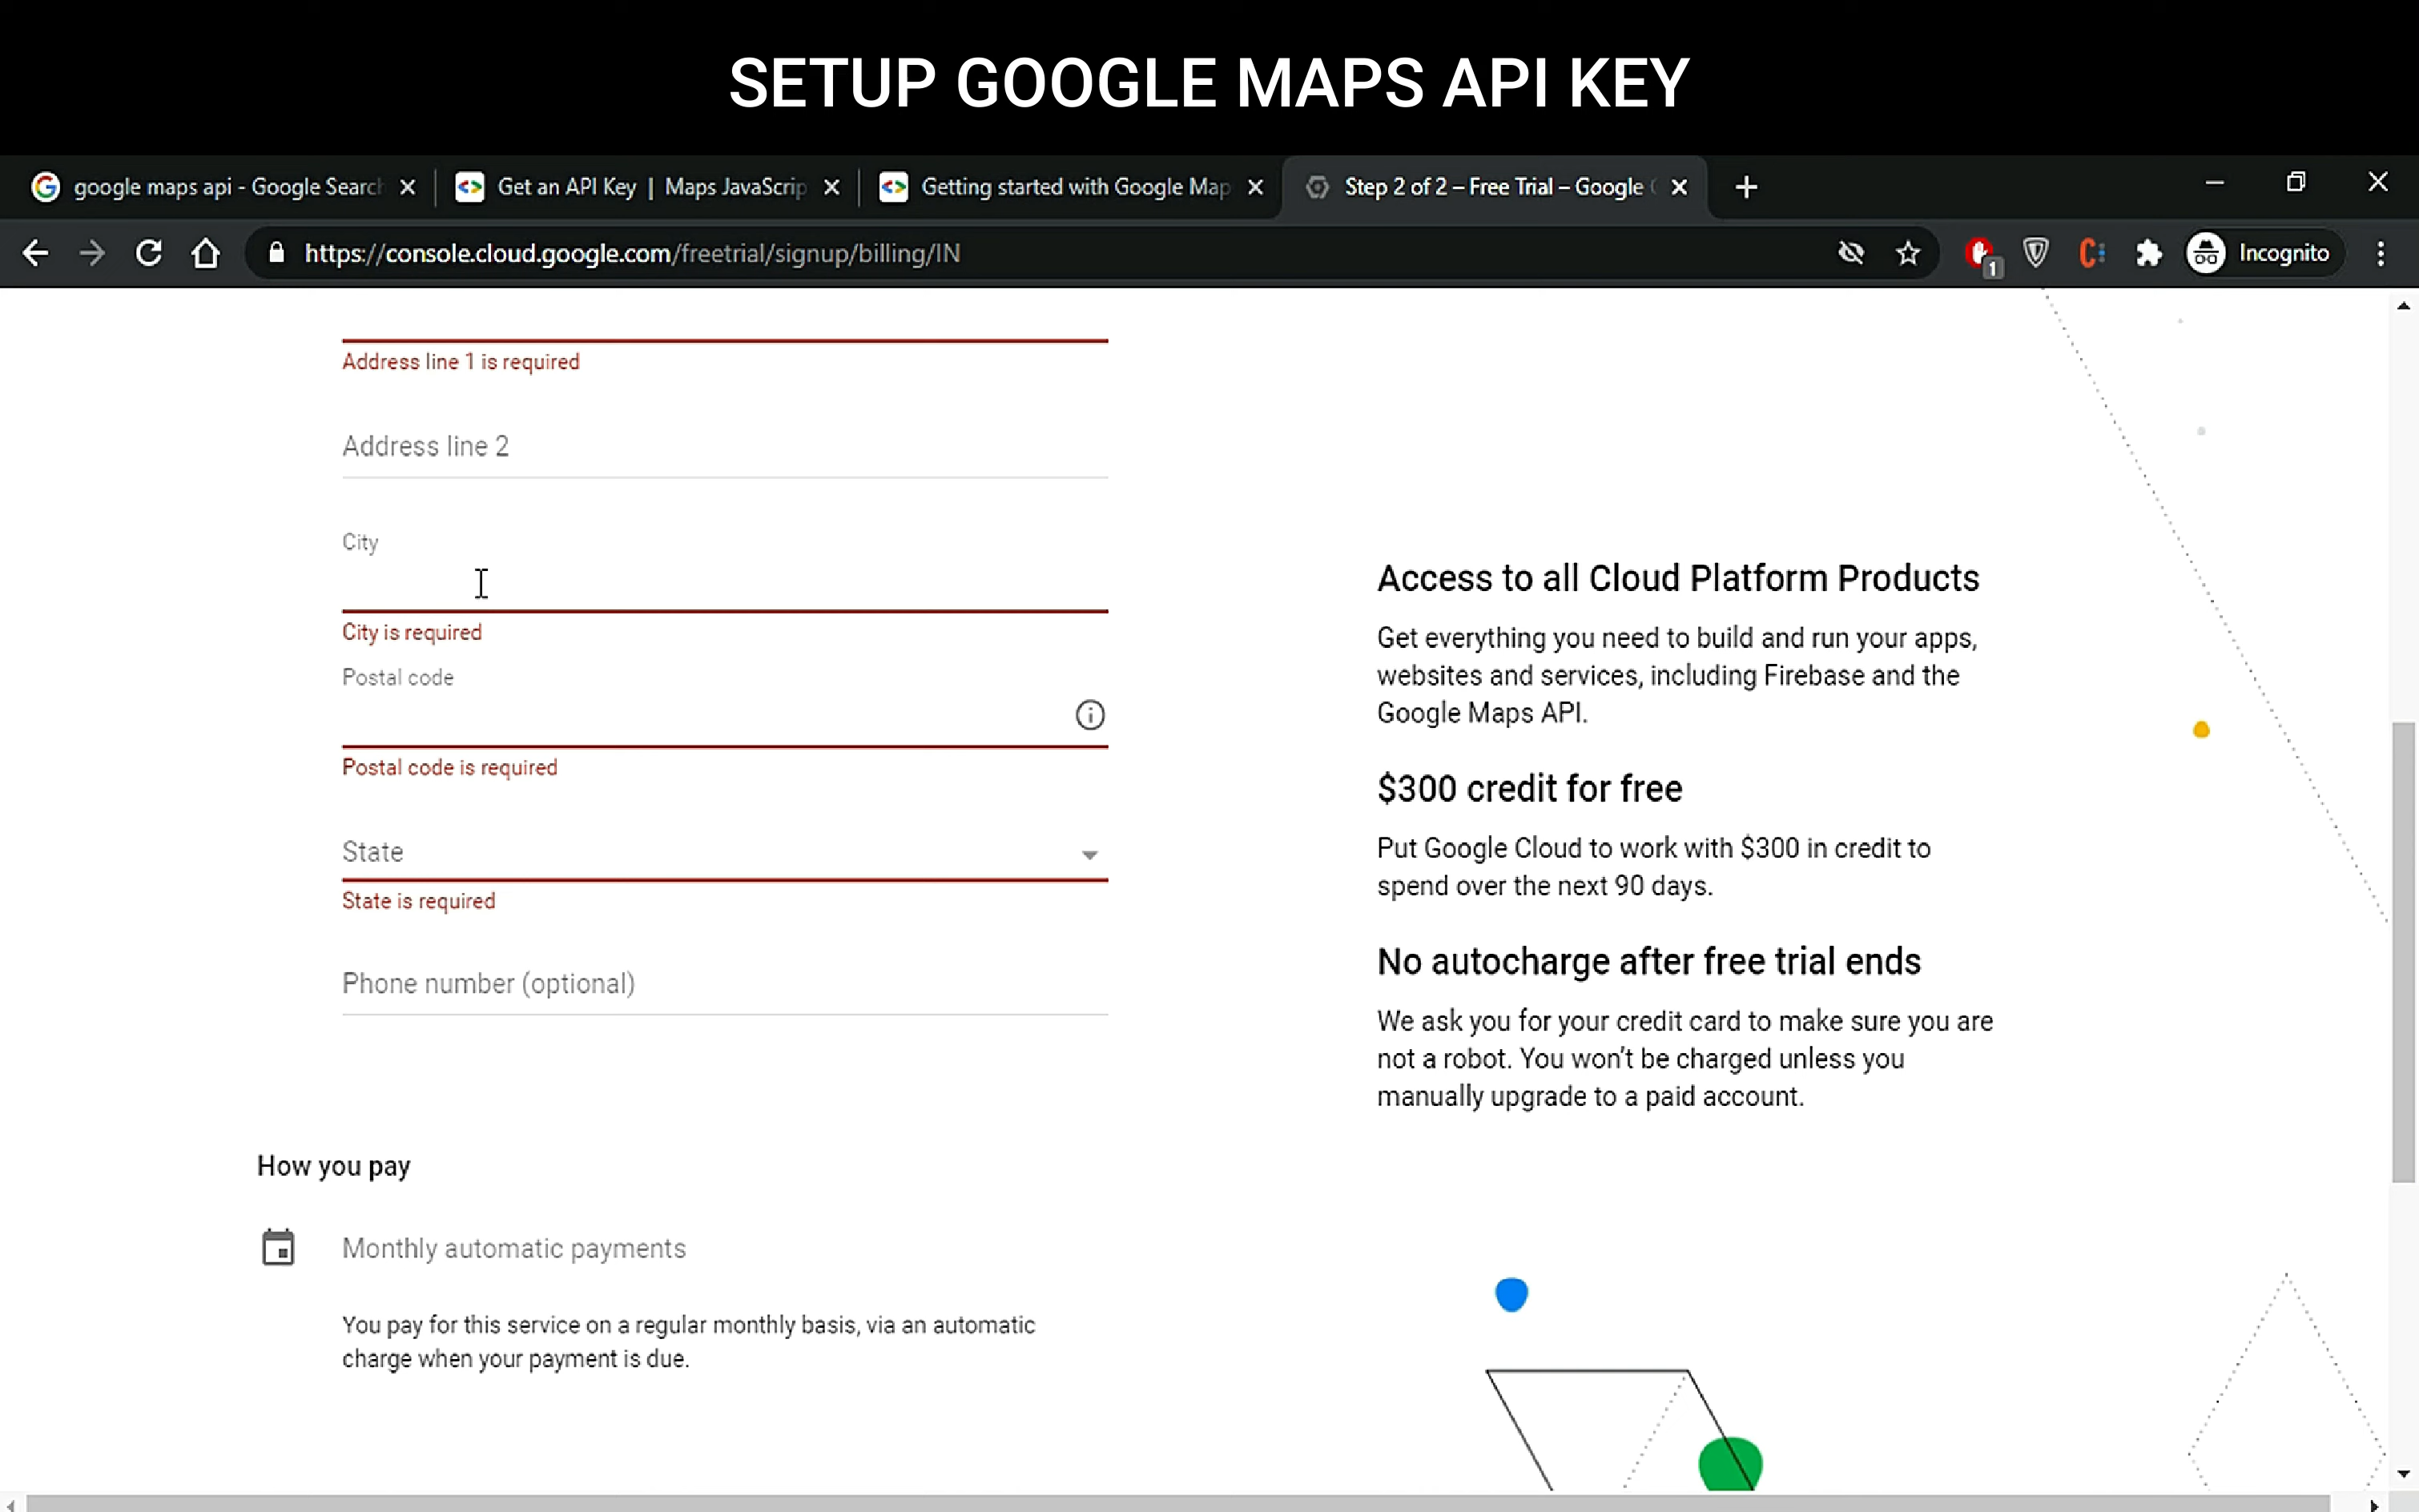 SETUP GOOGLE MAPS API KEY
google maps api - Google Search
Get an API Key | Maps JavaScrip
Getting started with Google Map
Step 2 of 2 – Free Trial – Google
https://console.cloud.google.com/freetrial/signup/billing/IN
1
Incognito
Address line 1 is required
Address line 2
City
City is required
Postal code
Postal code is required
State
State is required
Phone number (optional)
How you pay
Monthly automatic payments
You pay for this service on a regular monthly basis, via an automatic
charge when your payment is due.
Access to all Cloud Platform Products
Get everything you need to build and run your apps,
websites and services, including Firebase and the
Google Maps API.
$300 credit for free
Put Google Cloud to work with $300 in credit to
spend over the next 90 days.
No autocharge after free trial ends
We ask you for your credit card to make sure you are
not a robot. You won't be charged unless you
manually upgrade to a paid account.